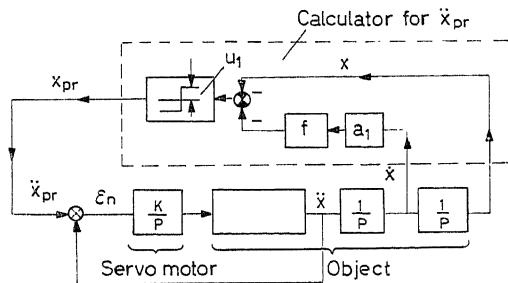 Calculator for ẍpr
u1
x
xpr
−
−
f
a1
ẋ
ẍpr
εn
K/P
ẍ
1/P
1/P
Servo motor
Object